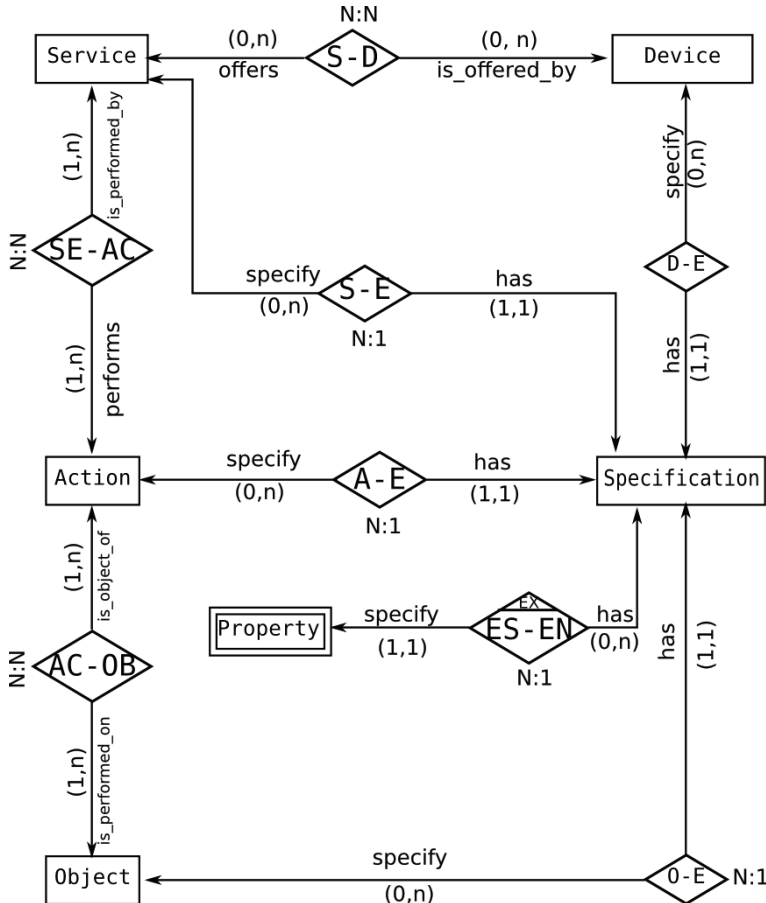 N:N
(0,n)
(0, n)
Service
S-D
Device
offers
is_offered_by
(1,n)
is_performed_by
specify
(0,n)
N:N
SE-AC
D-E
specify
S-E
has
(0,n)
(1,1)
N:1
(1,n)
performs
has
(1,1)
specify
has
Action
A-E
Specification
(0,n)
(1,1)
N:1
(1,n)
is_object_of
EX
Property
specify
ES-EN
has
(1,1)
(0,n)
N:1
has
(1,1)
N:N
AC-OB
(1,n)
is_performed_on
specify
Object
O-E
N:1
(0,n)